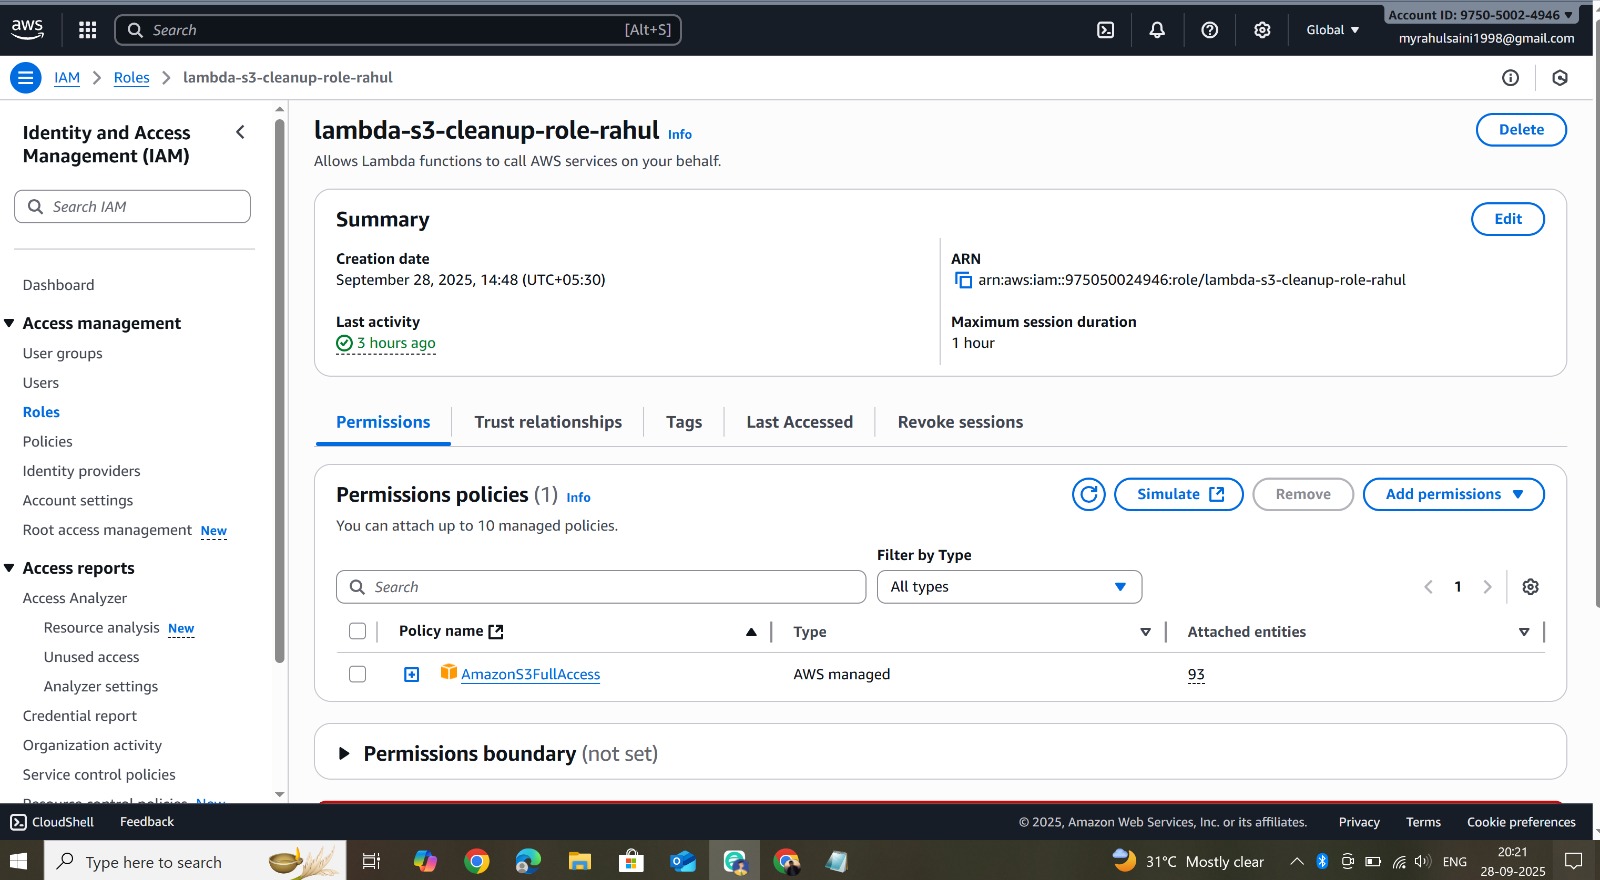 aws
Search [Alt+S]
Global
Account ID: 9750-5002-4946
myrahulsaini1998@gmail.com
IAM Roles lambda-s3-cleanup-role-rahul
Identity and Access
Management (IAM)
Search IAM
Dashboard
Access management
User groups
Users
Roles
Policies
Identity providers
Account settings
Root access management New
Access reports
Access Analyzer
Resource analysis New
Unused access
Analyzer settings
Credential report
Organization activity
Service control policies
Resource control policies New
lambda-s3-cleanup-role-rahul Info
Delete
Allows Lambda functions to call AWS services on your behalf.
Summary
Edit
Creation date
September 28, 2025, 14:48 (UTC+05:30)
ARN
arn:aws:iam::975050024946:role/lambda-s3-cleanup-role-rahul
Last activity
3 hours ago
Maximum session duration
1 hour
Permissions Trust relationships Tags Last Accessed Revoke sessions
Permissions policies (1) Info
Simulate Remove Add permissions
You can attach up to 10 managed policies.
Filter by Type
Search All types 1
Policy name Type Attached entities
AmazonS3FullAccess AWS managed 93
Permissions boundary (not set)
CloudShell Feedback
© 2025, Amazon Web Services, Inc. or its affiliates. Privacy Terms Cookie preferences
Type here to search
31°C Mostly clear
ENG
20:21
28-09-2025